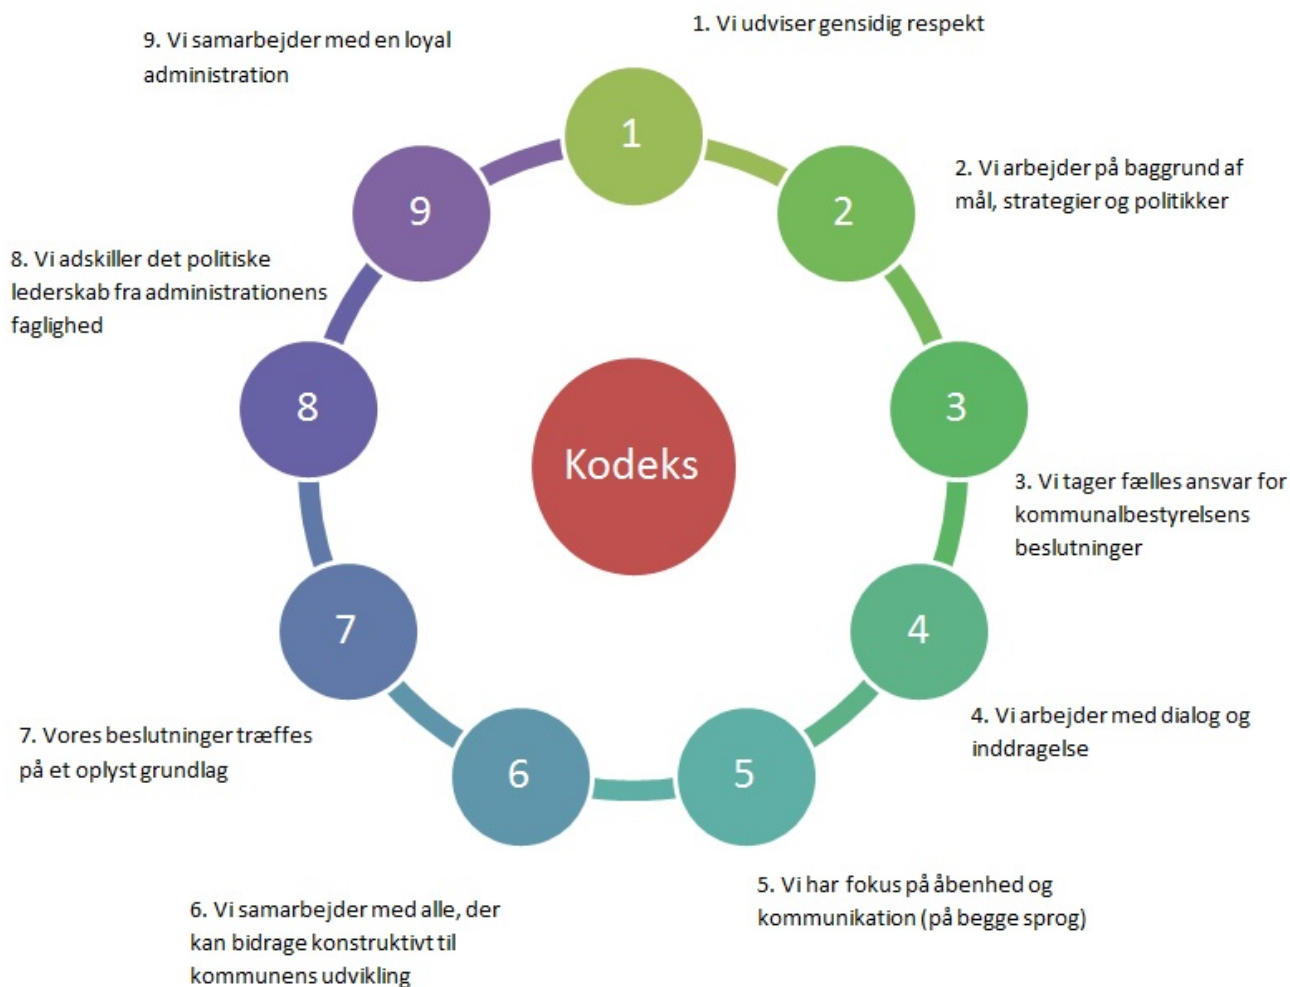 1. Vi udviser gensidig respekt
2. Vi arbejder på baggrund af
mål, strategier og politikker
3. Vi tager fælles ansvar for
kommunalbestyrelsens
beslutninger
4. Vi arbejder med dialog og
inddragelse
5. Vi har fokus på åbenhed og
kommunikation (på begge sprog)
6. Vi samarbejder med alle, der
kan bidrage konstruktivt til
kommunens udvikling
7. Vores beslutninger træffes
på et oplyst grundlag
8. Vi adskiller det politiske
lederskab fra administrationens
faglighed
9. Vi samarbejder med en loyal
administration
1
2
3
4
5
6
7
8
9
Kodeks